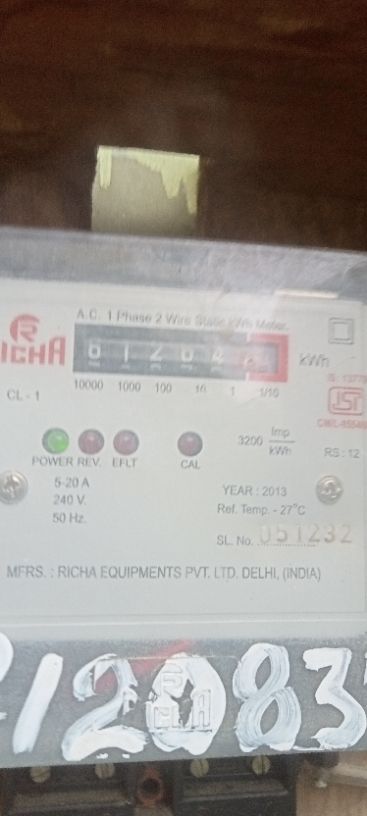 A.C. 1 Phase 2 Wire Static kWh Meter.
RICHA
kWh
10000 1000 100 10 1 1/10
CL - 1
ISI
3200 Imp/kWh
RS : 12
POWER REV. EFLT CAL
5-20 A
240 V.
50 Hz.
YEAR : 2013
Ref. Temp. - 27°C
SL. No. 051232
MFRS. : RICHA EQUIPMENTS PVT. LTD. DELHI, (INDIA)
RICHA